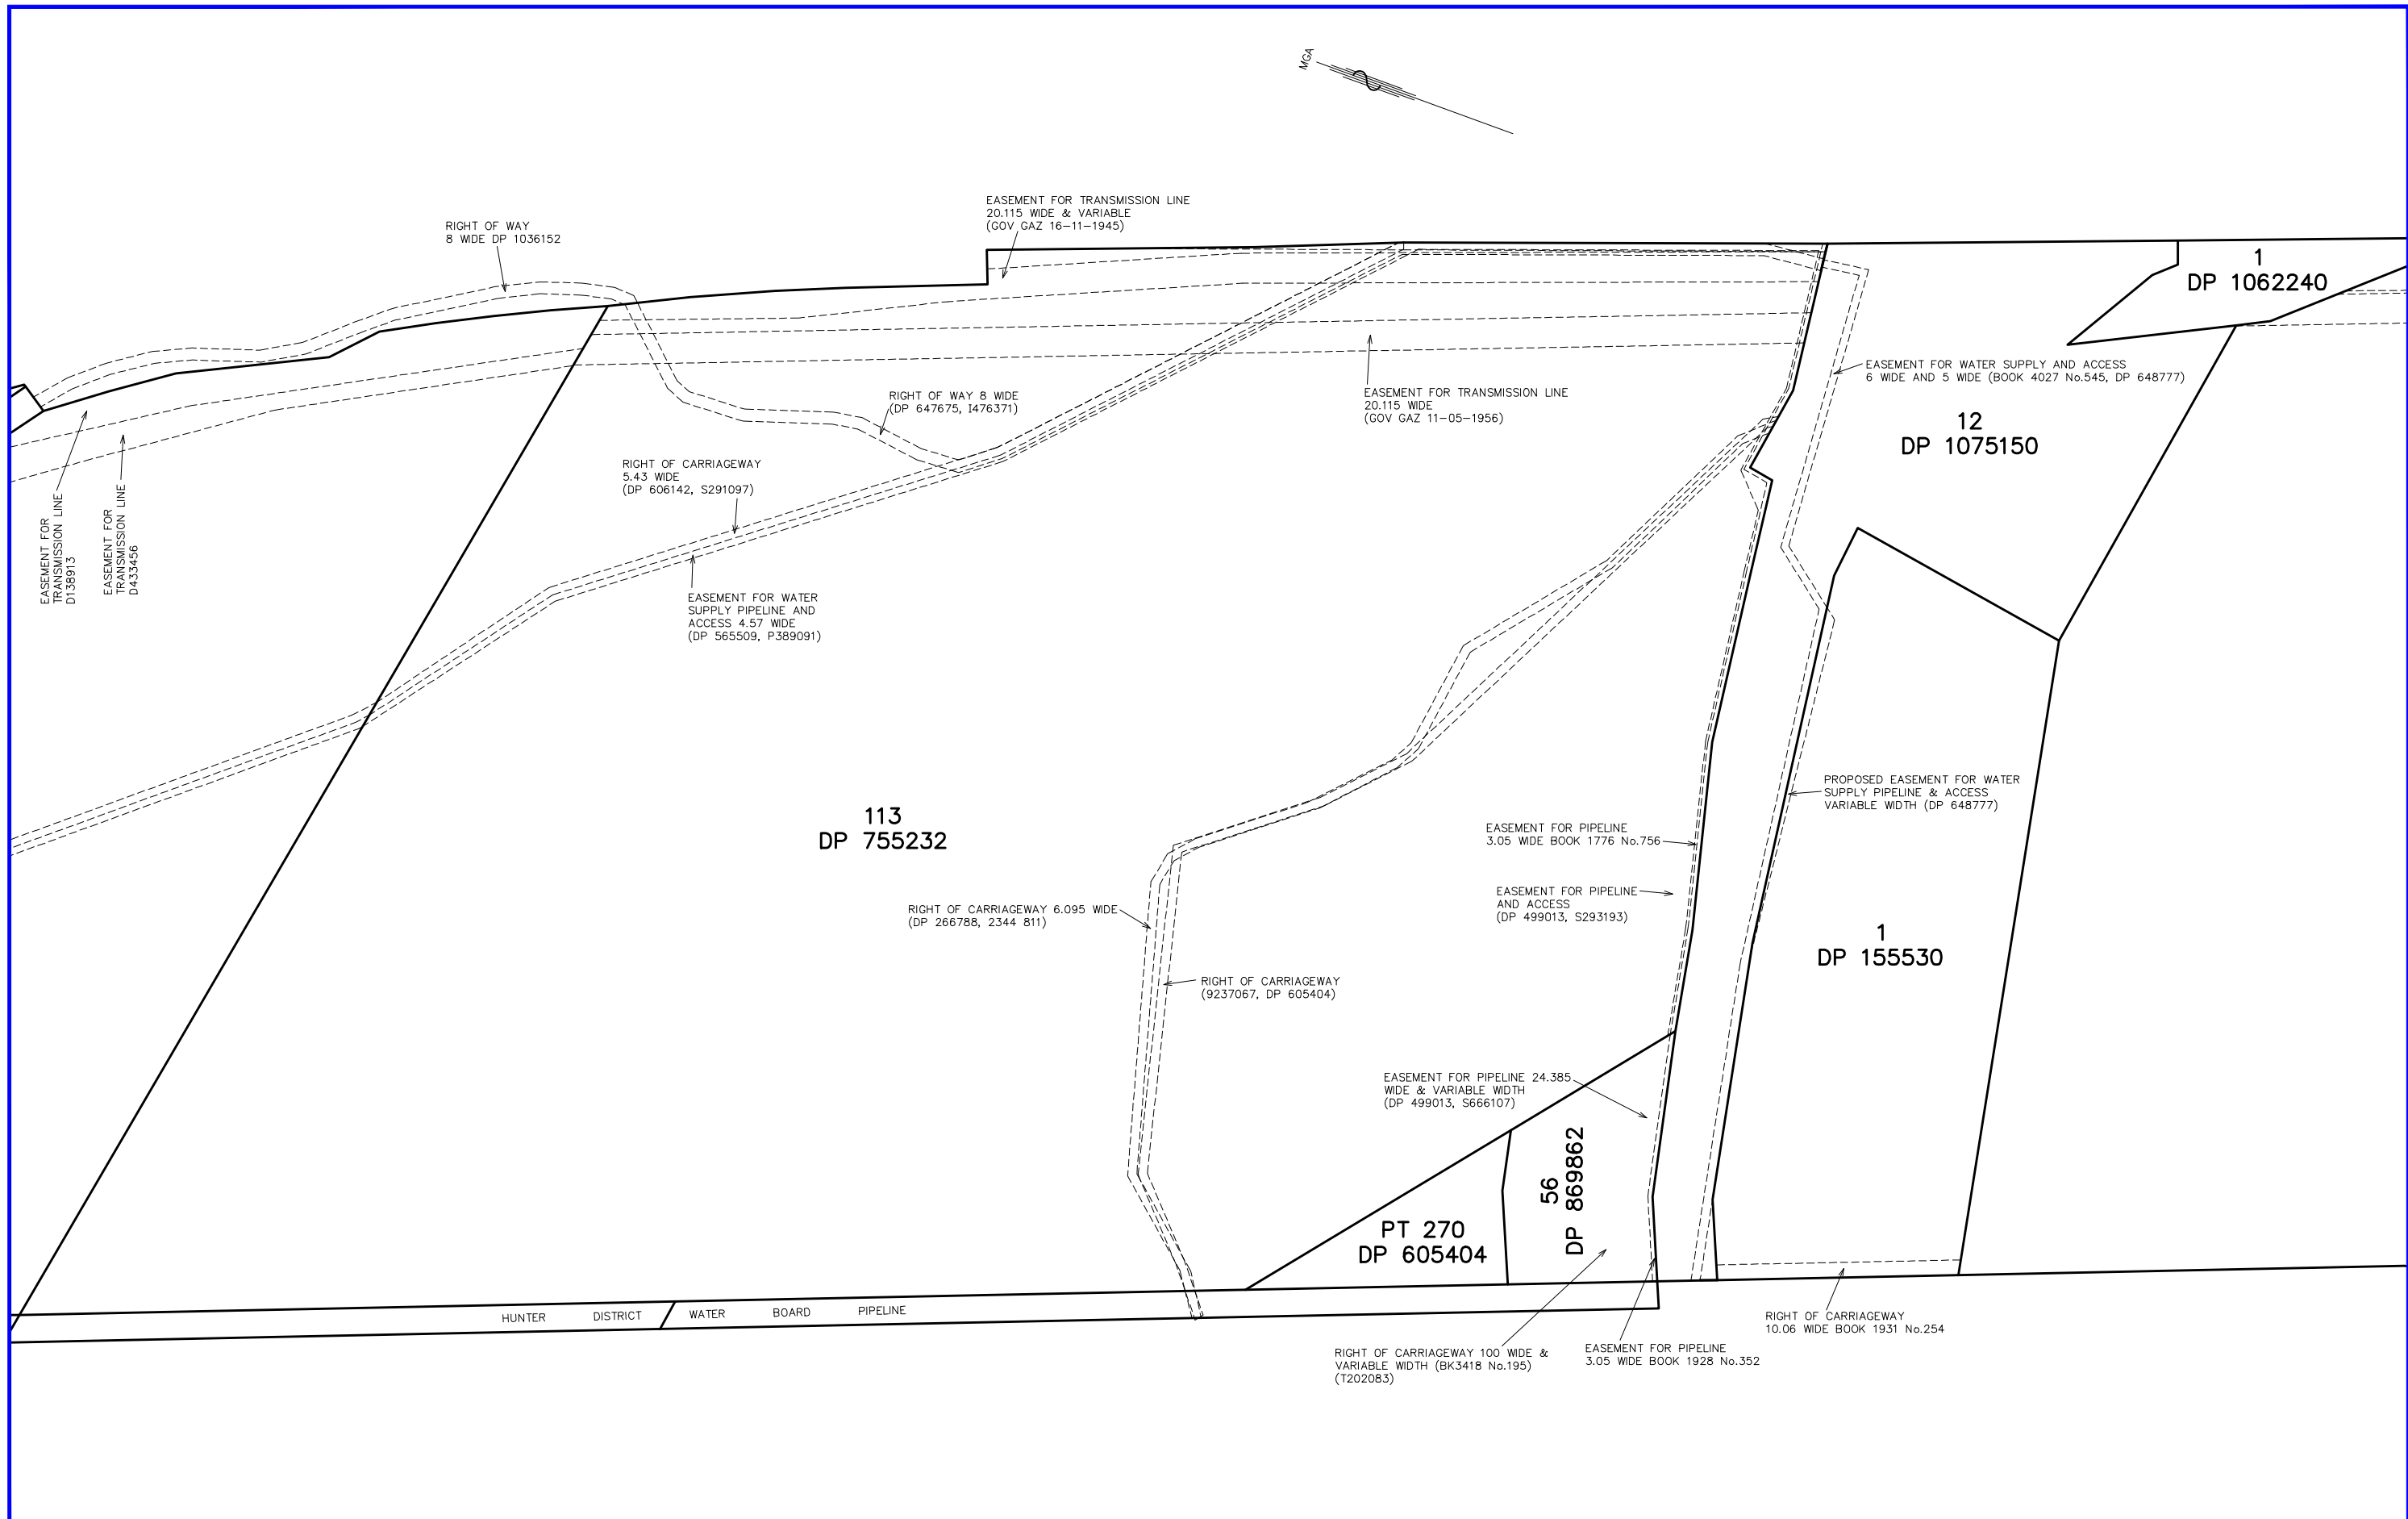 MGA
EASEMENT FOR TRANSMISSION LINE
20.115 WIDE & VARIABLE
(GOV GAZ 16-11-1945)
RIGHT OF WAY
8 WIDE DP 1036152
1
DP 1062240
EASEMENT FOR WATER SUPPLY AND ACCESS
6 WIDE AND 5 WIDE (BOOK 4027 No.545, DP 648777)
RIGHT OF WAY 8 WIDE
(DP 647675, I476371)
EASEMENT FOR TRANSMISSION LINE
20.115 WIDE
(GOV GAZ 11-05-1956)
12
DP 1075150
RIGHT OF CARRIAGEWAY
5.43 WIDE
(DP 606142, S291097)
EASEMENT FOR
TRANSMISSION LINE
D138913
EASEMENT FOR
TRANSMISSION LINE
D433456
EASEMENT FOR WATER
SUPPLY PIPELINE AND
ACCESS 4.57 WIDE
(DP 565509, P389091)
PROPOSED EASEMENT FOR WATER
SUPPLY PIPELINE & ACCESS
VARIABLE WIDTH (DP 648777)
113
DP 755232
EASEMENT FOR PIPELINE
3.05 WIDE BOOK 1776 No.756
EASEMENT FOR PIPELINE
AND ACCESS
(DP 499013, S293193)
RIGHT OF CARRIAGEWAY 6.095 WIDE
(DP 266788, 2344 811)
1
DP 155530
RIGHT OF CARRIAGEWAY
(9237067, DP 605404)
EASEMENT FOR PIPELINE 24.385
WIDE & VARIABLE WIDTH
(DP 499013, S666107)
56
DP 869862
PT 270
DP 605404
HUNTER DISTRICT WATER BOARD PIPELINE
RIGHT OF CARRIAGEWAY
10.06 WIDE BOOK 1931 No.254
RIGHT OF CARRIAGEWAY 100 WIDE &
VARIABLE WIDTH (BK3418 No.195)
(T202083)
EASEMENT FOR PIPELINE
3.05 WIDE BOOK 1928 No.352